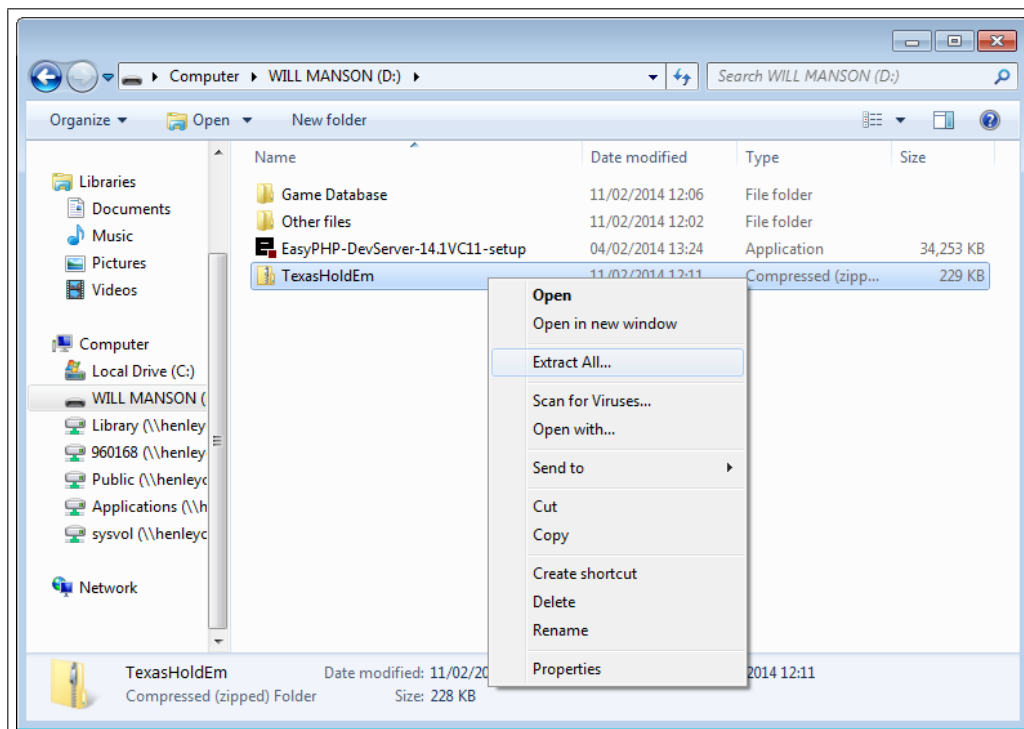 Computer WILL MANSON (D:)
Search WILL MANSON (D:)
Organize Open New folder
Name Date modified Type Size
Libraries
Documents
Music
Pictures
Videos
Computer
Local Drive (C:)
WILL MANSON (
Library (\\henley
960168 (\\henley
Public (\\henleyc
Applications (\\h
sysvol (\\henleyc
Network
Game Database 11/02/2014 12:06 File folder
Other files 11/02/2014 12:02 File folder
EasyPHP-DevServer-14.1VC11-setup 04/02/2014 13:24 Application 34,253 KB
TexasHoldEm 11/02/2014 12:11 Compressed (zipp... 229 KB
Open
Open in new window
Extract All...
Scan for Viruses...
Open with...
Send to
Cut
Copy
Create shortcut
Delete
Rename
Properties
TexasHoldEm Date modified: 11/02/20 2014 12:11
Compressed (zipped) Folder Size: 228 KB